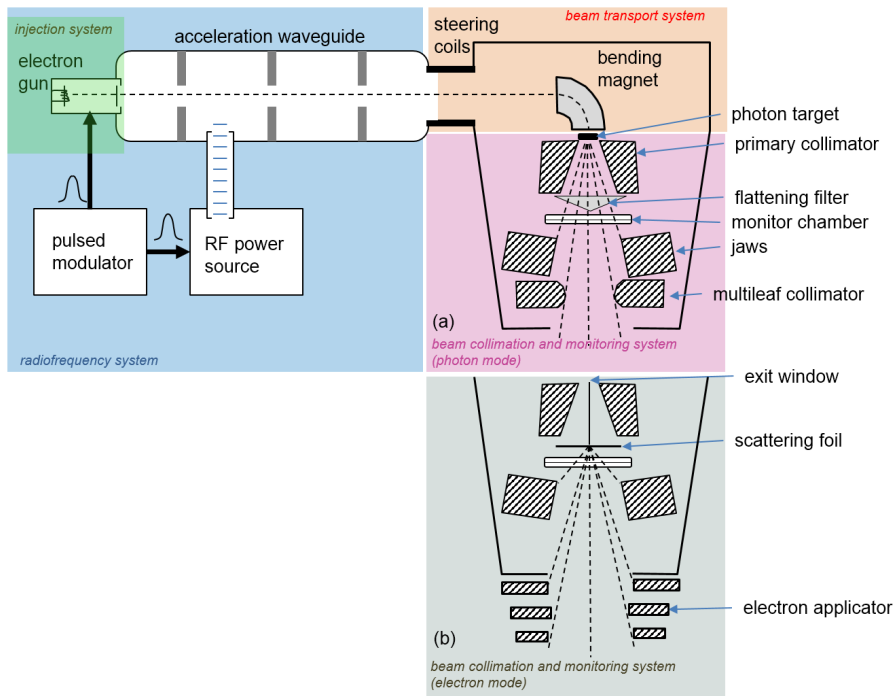 injection system
electron
gun
acceleration waveguide
steering
coils
beam transport system
bending
magnet
photon target
primary collimator
flattening filter
monitor chamber
jaws
multileaf collimator
pulsed
modulator
RF power
source
radiofrequency system
(a)
beam collimation and monitoring system
(photon mode)
exit window
scattering foil
electron applicator
(b)
beam collimation and monitoring system
(electron mode)